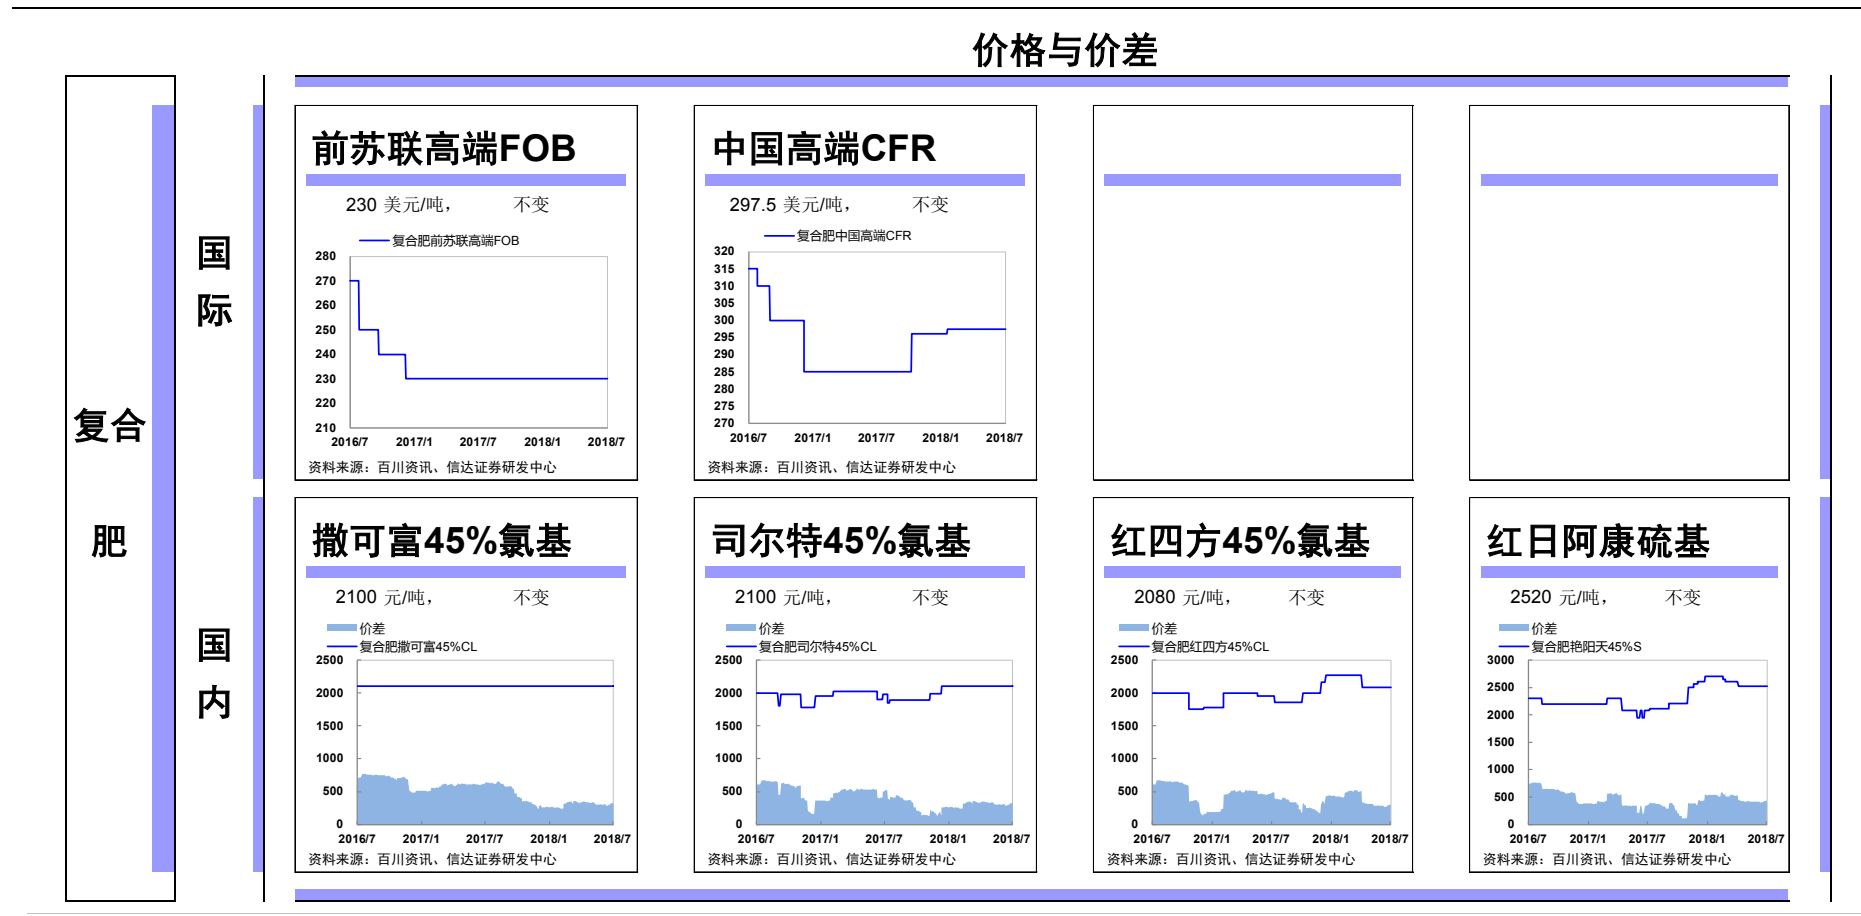 价格与价差
复合
肥
国
际
前苏联高端FOB
230 美元/吨， 不变
复合肥前苏联高端FOB
280
270
260
250
240
230
220
210
2016/7 2017/1 2017/7 2018/1 2018/7
资料来源：百川资讯、信达证券研发中心
中国高端CFR
297.5 美元/吨， 不变
复合肥中国高端CFR
320
315
310
305
300
295
290
285
280
275
270
2016/7 2017/1 2017/7 2018/1 2018/7
资料来源：百川资讯、信达证券研发中心
国
内
撒可富45%氯基
2100 元/吨， 不变
价差
复合肥撒可富45%CL
2500
2000
1500
1000
500
0
2016/7 2017/1 2017/7 2018/1 2018/7
资料来源：百川资讯、信达证券研发中心
司尔特45%氯基
2100 元/吨， 不变
价差
复合肥司尔特45%CL
2500
2000
1500
1000
500
0
2016/7 2017/1 2017/7 2018/1 2018/7
资料来源：百川资讯、信达证券研发中心
红四方45%氯基
2080 元/吨， 不变
价差
复合肥红四方45%CL
2500
2000
1500
1000
500
0
2016/7 2017/1 2017/7 2018/1 2018/7
资料来源：百川资讯、信达证券研发中心
红日阿康硫基
2520 元/吨， 不变
价差
复合肥艳阳天45%S
3000
2500
2000
1500
1000
500
0
2016/7 2017/1 2017/7 2018/1 2018/7
资料来源：百川资讯、信达证券研发中心